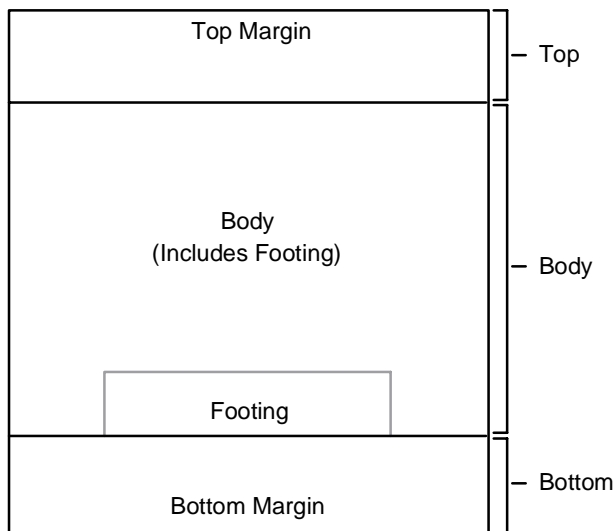 Top Margin
Top
Body
(Includes Footing)
Body
Footing
Bottom
Bottom Margin